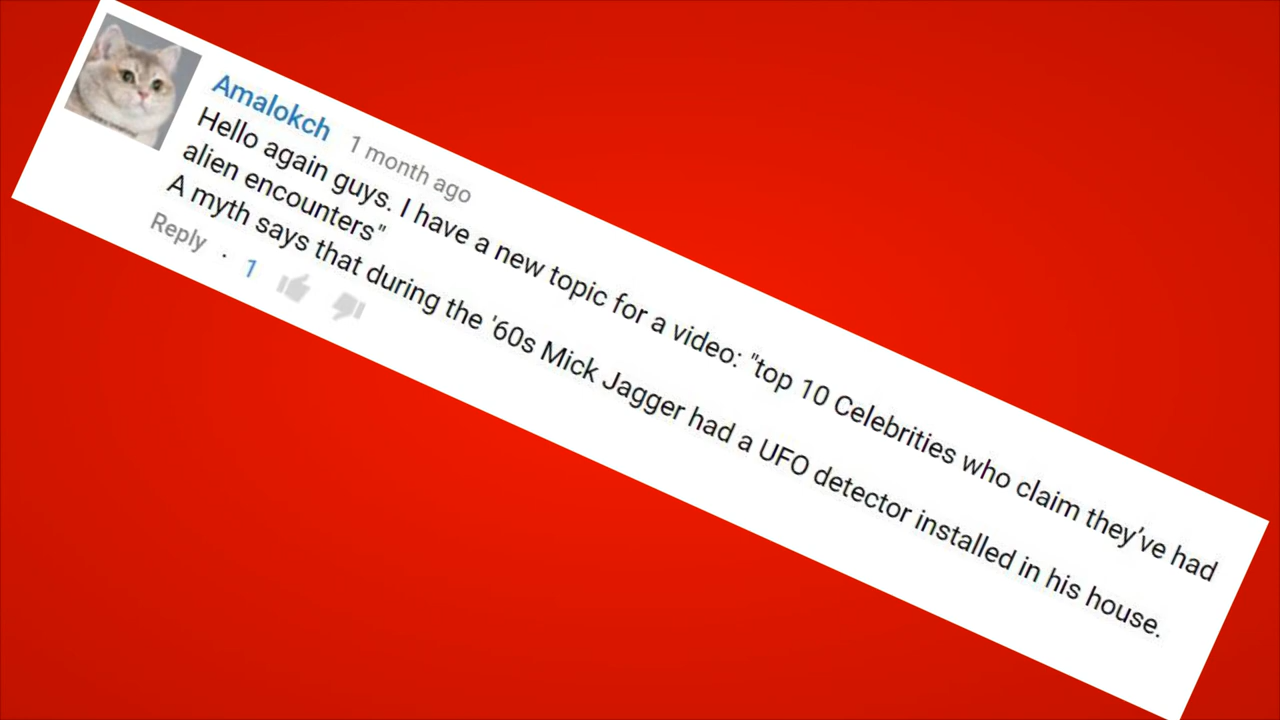 Amalokch 1 month ago
Hello again guys. I have a new topic for a video: "top 10 Celebrities who claim they've had
alien encounters"
A myth says that during the '60s Mick Jagger had a UFO detector installed in his house.
Reply · 1